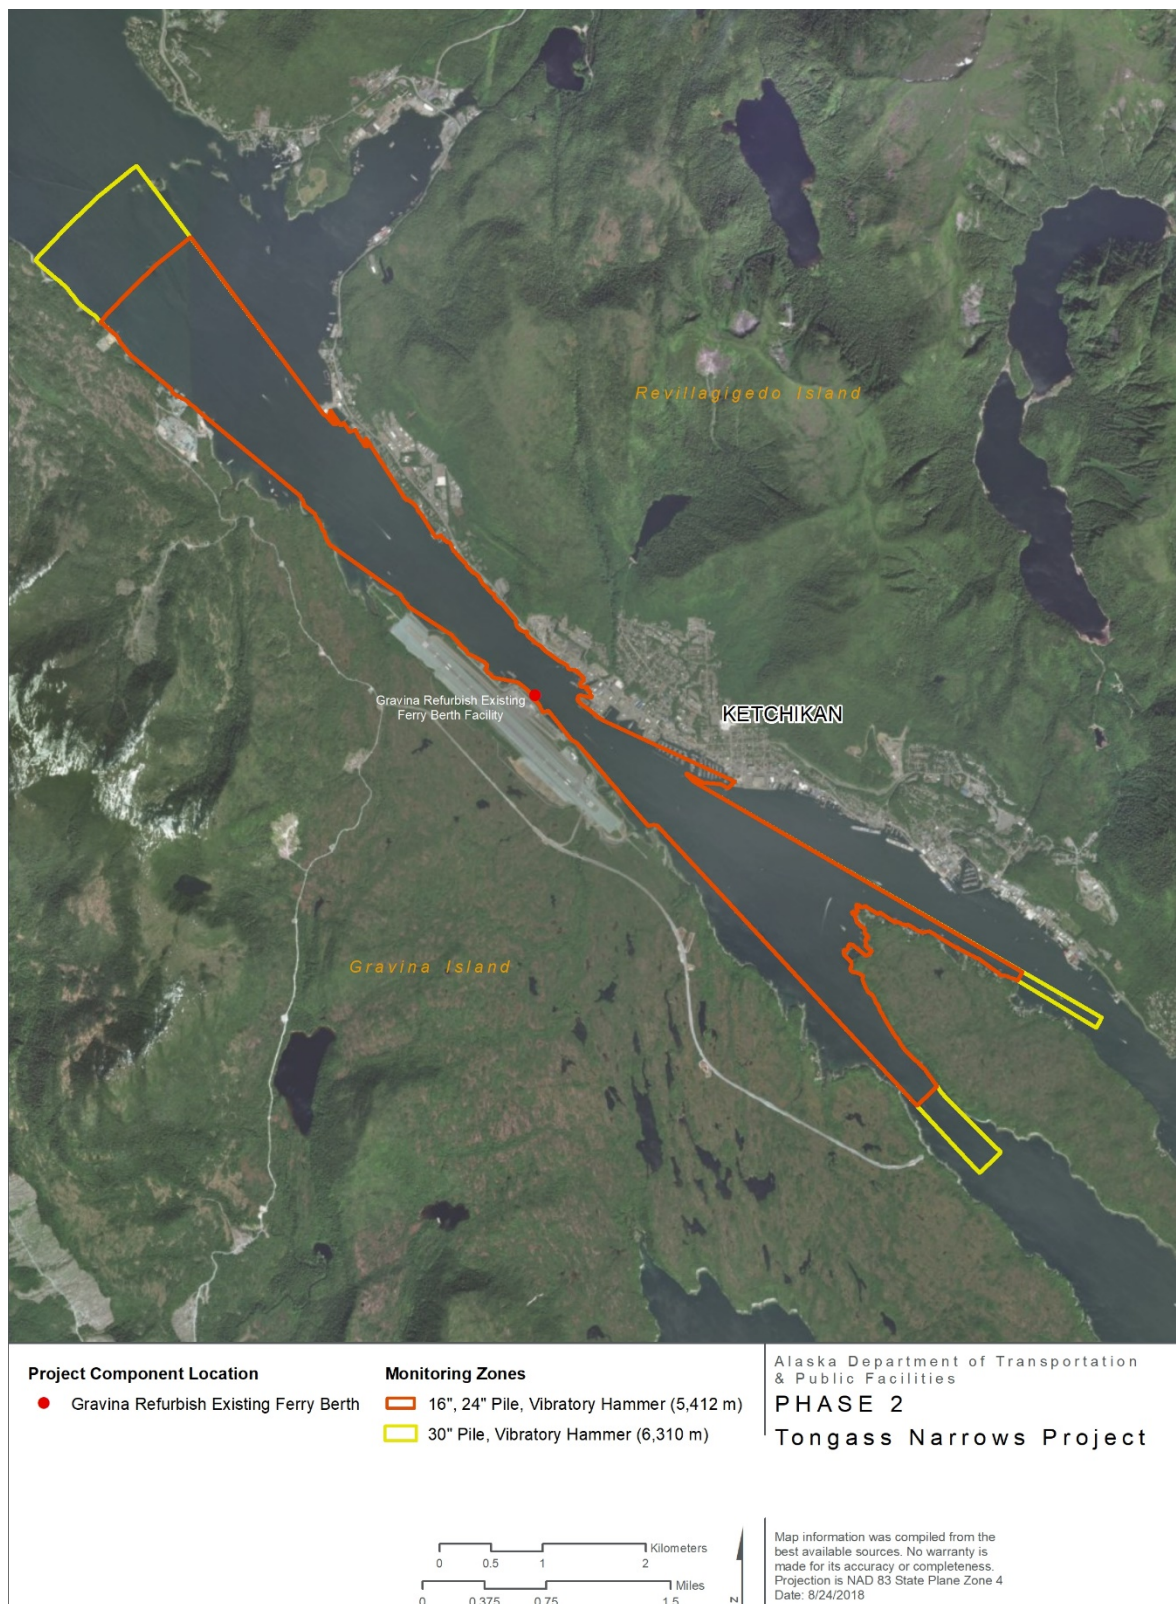 Revillagigedo Island
Gravina Refurbish Existing
Ferry Berth Facility
KETCHIKAN
Gravina Island
Project Component Location
Gravina Refurbish Existing Ferry Berth
Monitoring Zones
16", 24" Pile, Vibratory Hammer (5,412 m)
30" Pile, Vibratory Hammer (6,310 m)
Alaska Department of Transportation
& Public Facilities
PHASE 2
Tongass Narrows Project
Kilometers
0 0.5 1 2
Miles
0 0.375 0.75 1.5
N
Map information was compiled from the
best available sources. No warranty is
made for its accuracy or completeness.
Projection is NAD 83 State Plane Zone 4
Date: 8/24/2018